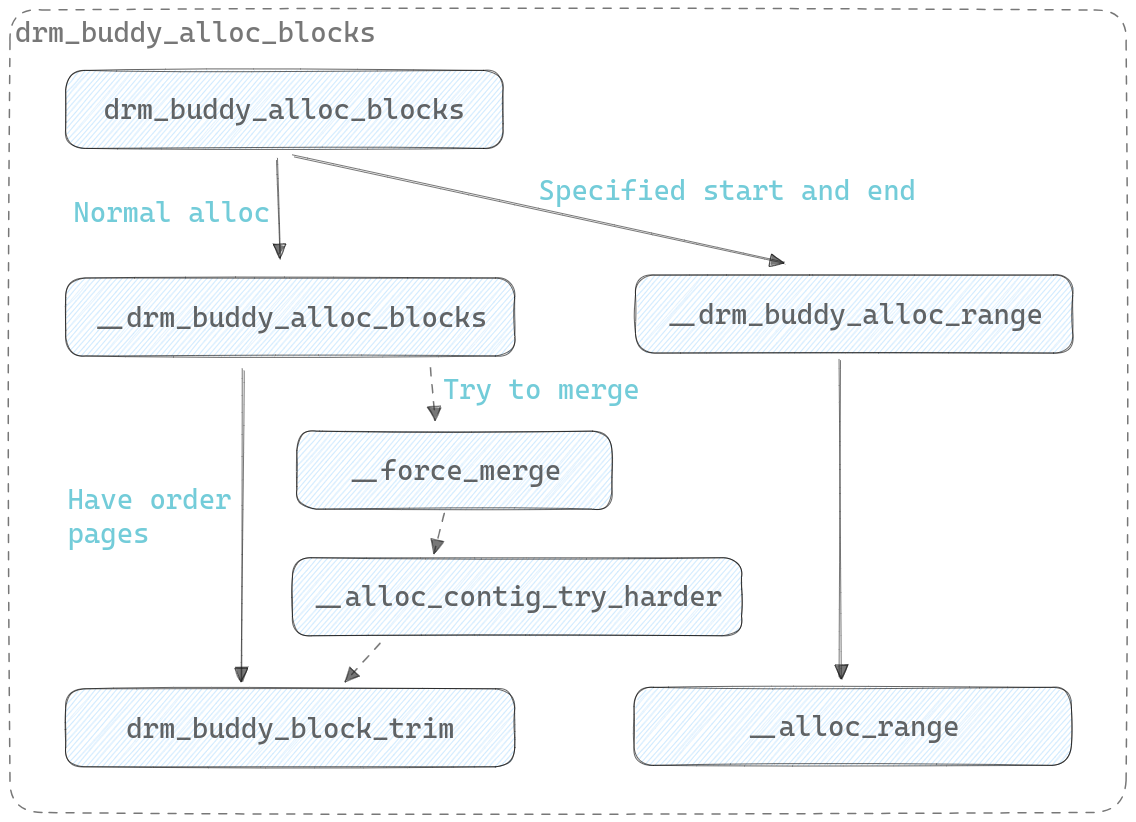 drm_buddy_alloc_blocks
drm_buddy_alloc_blocks
Specified start and end
Normal alloc
__drm_buddy_alloc_blocks
__drm_buddy_alloc_range
Try to merge
__force_merge
Have order
pages
__alloc_contig_try_harder
drm_buddy_block_trim
__alloc_range